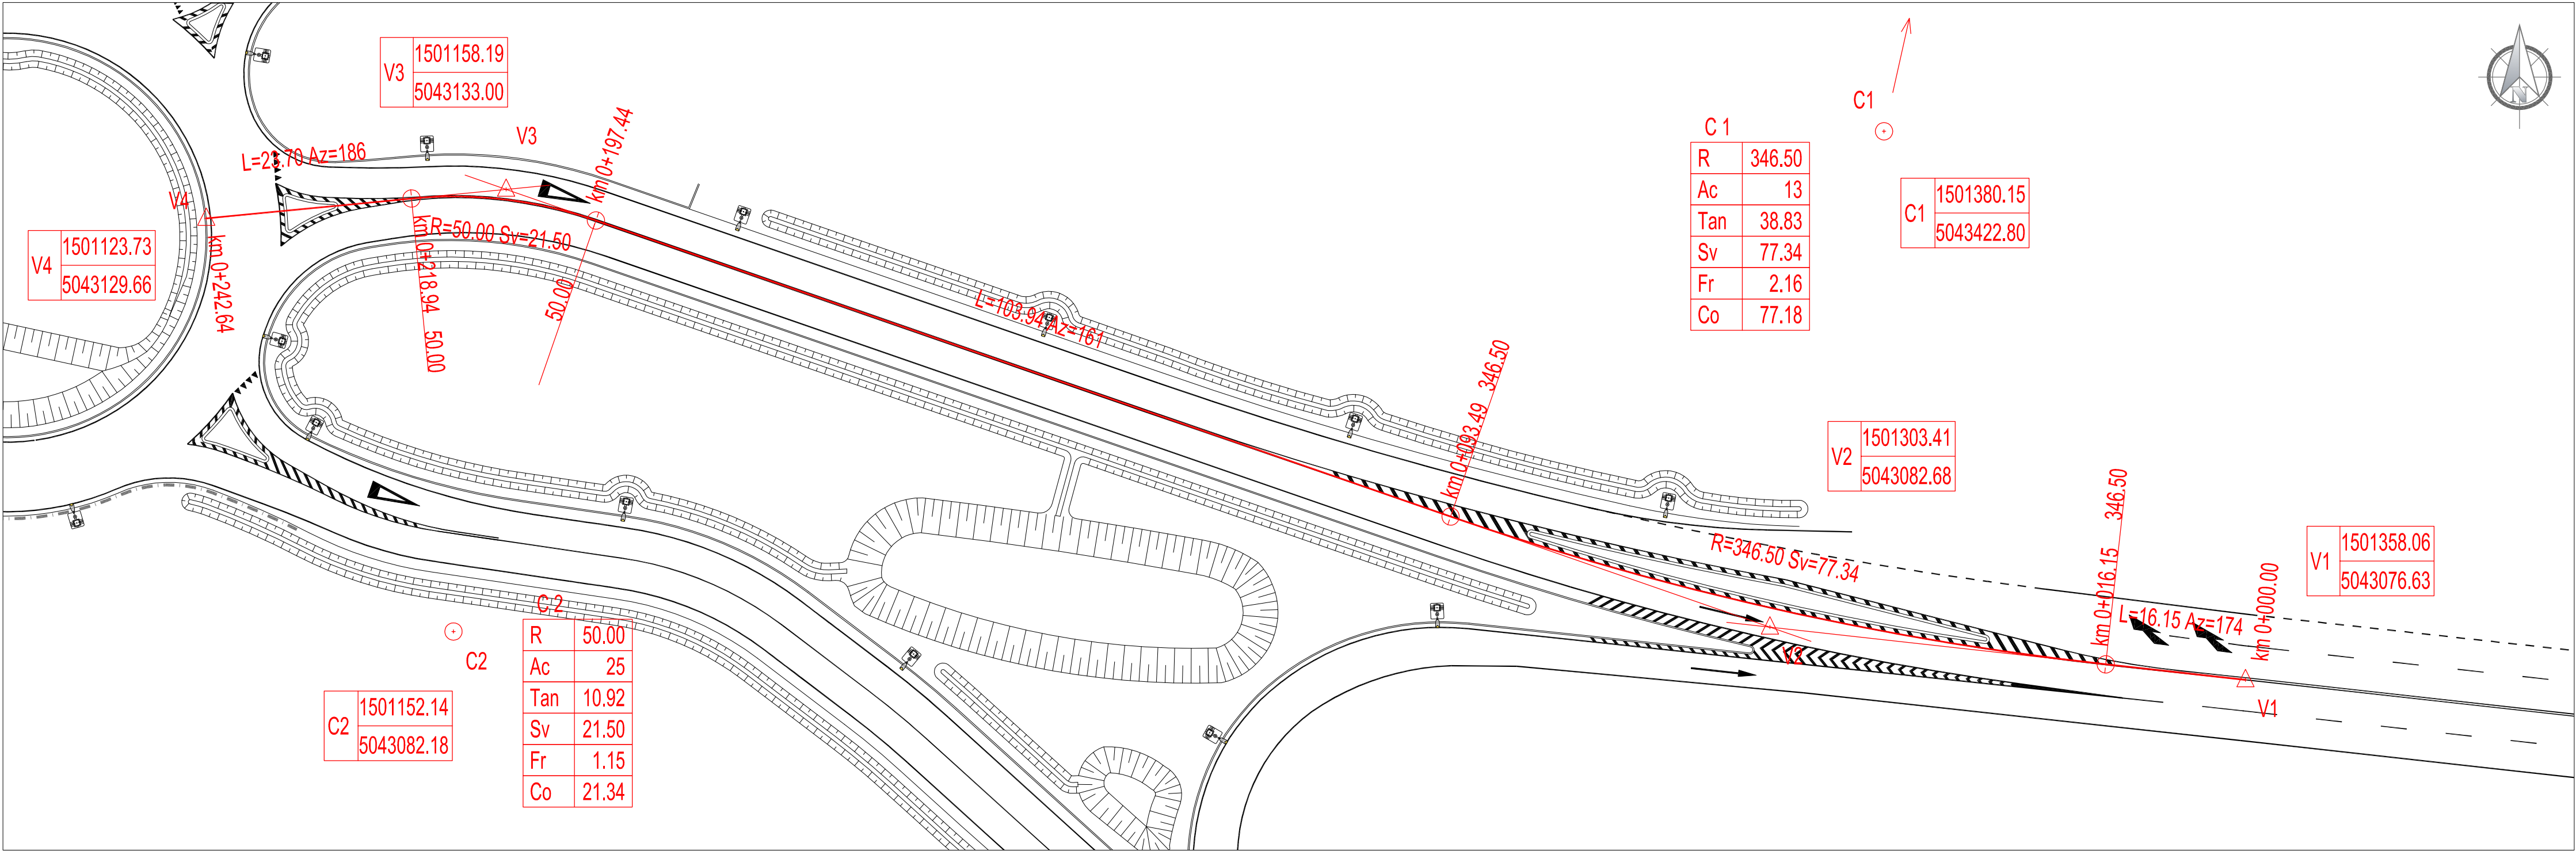 V3
1501158.19
5043133.00
V3
km 0+197.44
L=23.70 Az=186
V4
V4
1501123.73
5043129.66
km 0+242.64
km 0+218.94 50.00
R=50.00 Sv=21.50
50.00
L=103.94 Az=161
C 1
R 346.50
Ac 13
Tan 38.83
Sv 77.34
Fr 2.16
Co 77.18
C1
C1
1501380.15
5043422.80
N
km 0+093.49 346.50
V2
1501303.41
5043082.68
R=346.50 Sv=77.34
V2
km 0+016.15 346.50
L=16.15 Az=174
km 0+000.00
V1
V1
1501358.06
5043076.63
C 2
R 50.00
Ac 25
Tan 10.92
Sv 21.50
Fr 1.15
Co 21.34
C2
C2
1501152.14
5043082.18